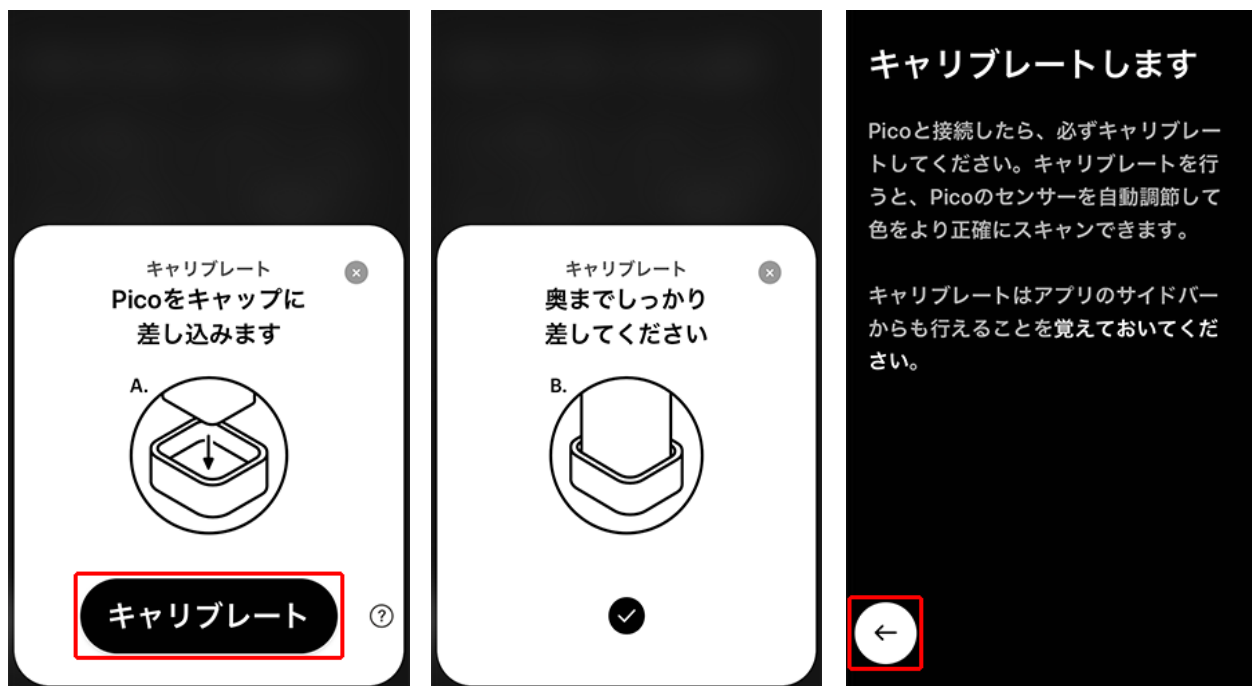 キャリブレート
Picoをキャップに
差し込みます
A.
キャリブレート
?
キャリブレート
奥までしっかり
差してください
B.
キャリブレートします
Picoと接続したら、必ずキャリブレー
トしてください。キャリブレートを行
うと、Picoのセンサーを自動調節して
色をより正確にスキャンできます。
キャリブレートはアプリのサイドバー
からも行えることを覚えておいてくだ
さい。